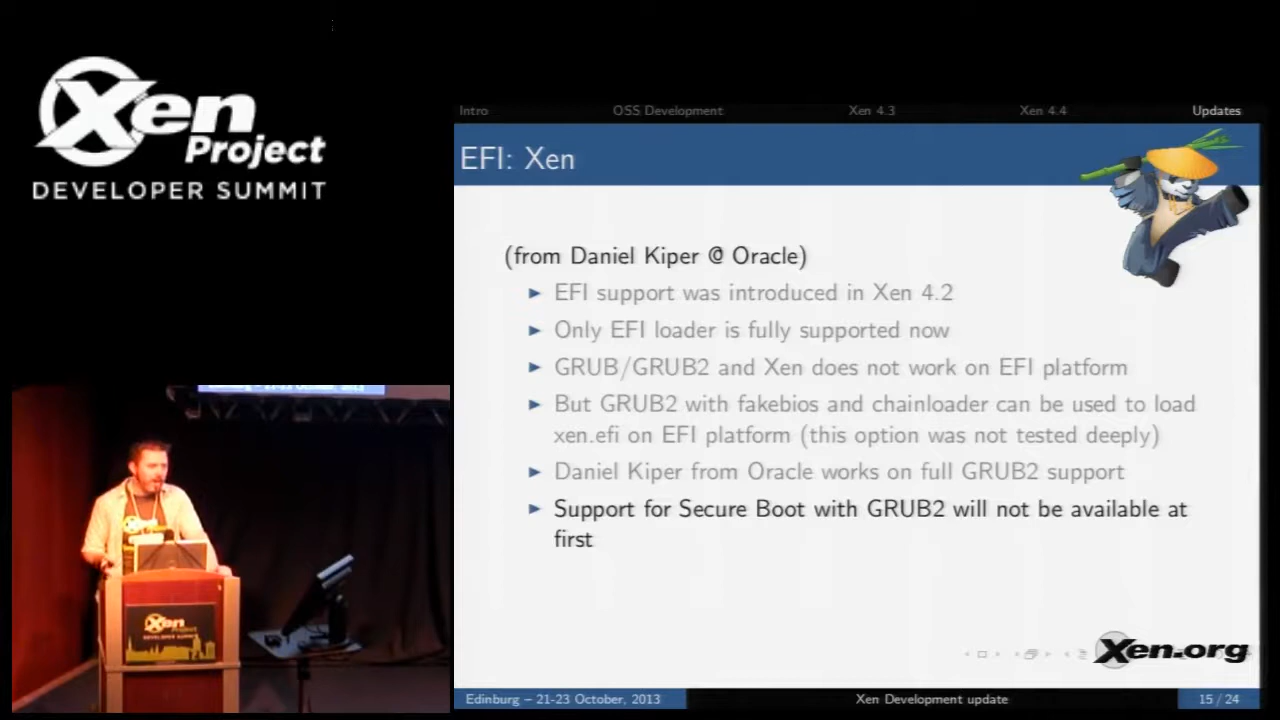 Xen
Project
DEVELOPER SUMMIT
Intro OSS Development Xen 4.3 Xen 4.4 Updates
EFI: Xen
(from Daniel Kiper @ Oracle)
EFI support was introduced in Xen 4.2
Only EFI loader is fully supported now
GRUB/GRUB2 and Xen does not work on EFI platform
But GRUB2 with fakebios and chainloader can be used to load
xen.efi on EFI platform (this option was not tested deeply)
Daniel Kiper from Oracle works on full GRUB2 support
Support for Secure Boot with GRUB2 will not be available at
first
Xen
Project
DEVELOPER SUMMIT
Xen.org
Edinburg – 21-23 October, 2013 Xen Development update 15 / 24